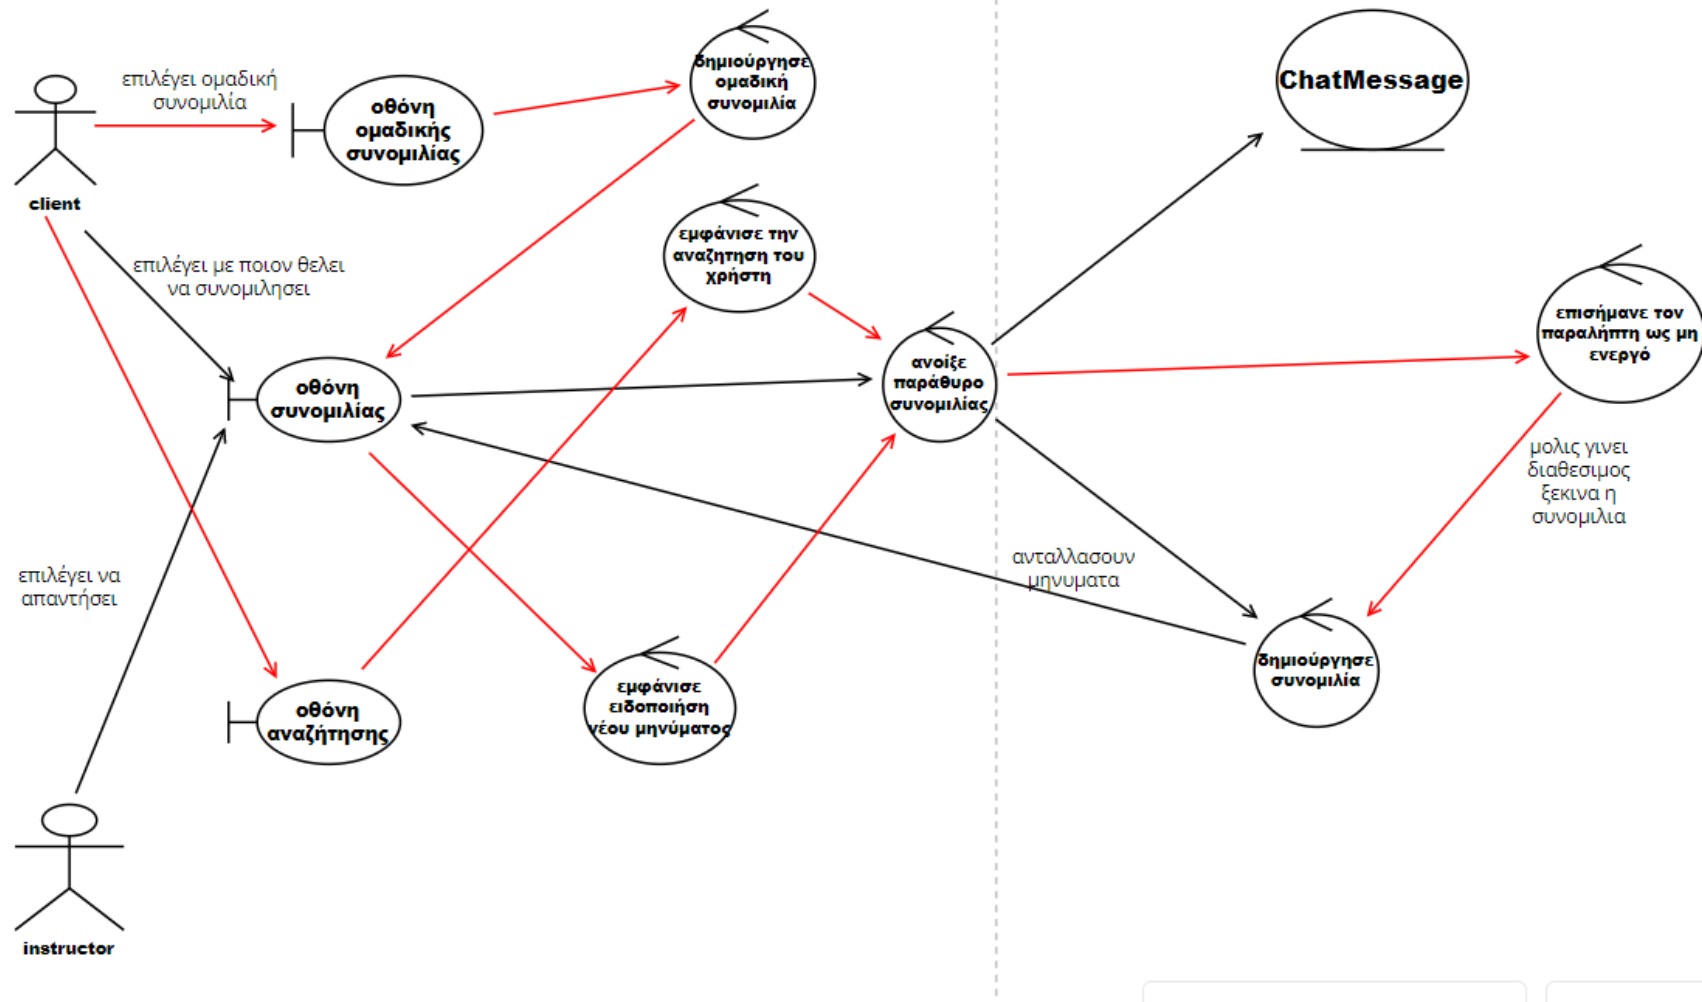 επιλέγει ομαδική
συνομιλία
client
οθόνη
ομαδικής
συνομιλίας
δημιούργησε
ομαδική
συνομιλία
ChatMessage
επιλέγει με ποιον θελει
να συνομιλησει
εμφάνισε την
αναζητηση του
χρήστη
οθόνη
συνομιλίας
ανοίξε
παράθυρο
συνομιλίας
επισήμανε τον
παραλήπτη ως μη
ενεργό
μολις γινει
διαθεσιμος
ξεκινα η
συνομιλια
επιλέγει να
απαντήσει
ανταλλασουν
μηνυματα
οθόνη
αναζήτησης
εμφάνισε
ειδοποιήση
νέου μηνύματος
δημιούργησε
συνομιλία
instructor